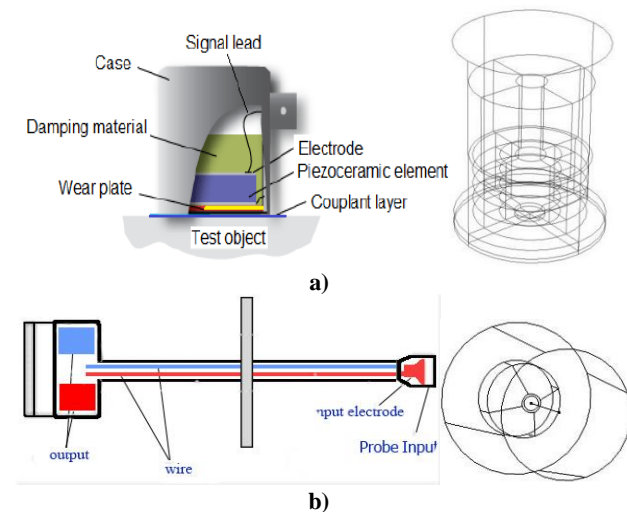 Signal lead
Case
Damping material
Electrode
Piezoceramic element
Wear plate
Couplant layer
Test object
a)
nput electrode
Probe Input
output
wire
b)